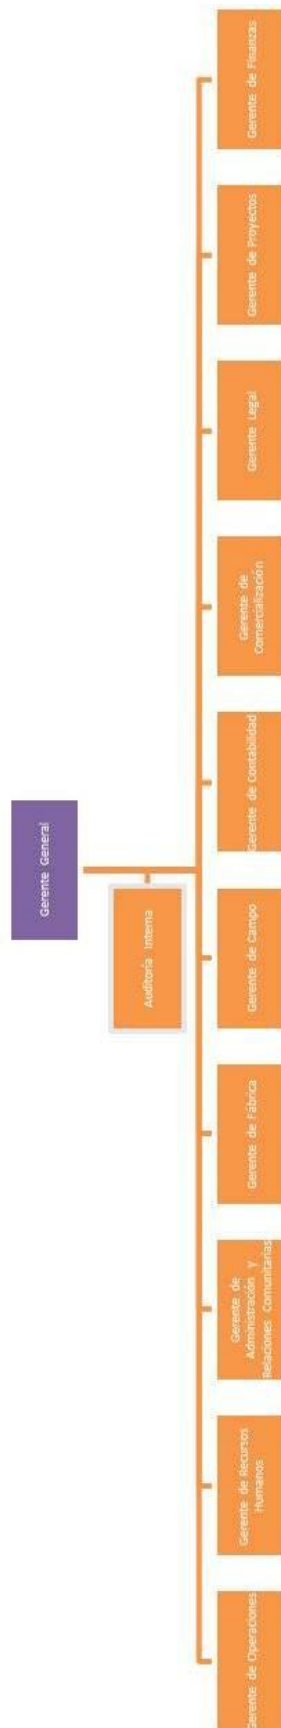 Gerente General
Auditoría Interna
Gerente de Operaciones
Gerente de Recursos
Humanos
Gerente de
Administración y
Relaciones Comunitarias
Gerente de Fábrica
Gerente de Campo
Gerente de Contabilidad
Gerente de
Comercialización
Gerente Legal
Gerente de Proyectos
Gerente de Finanzas